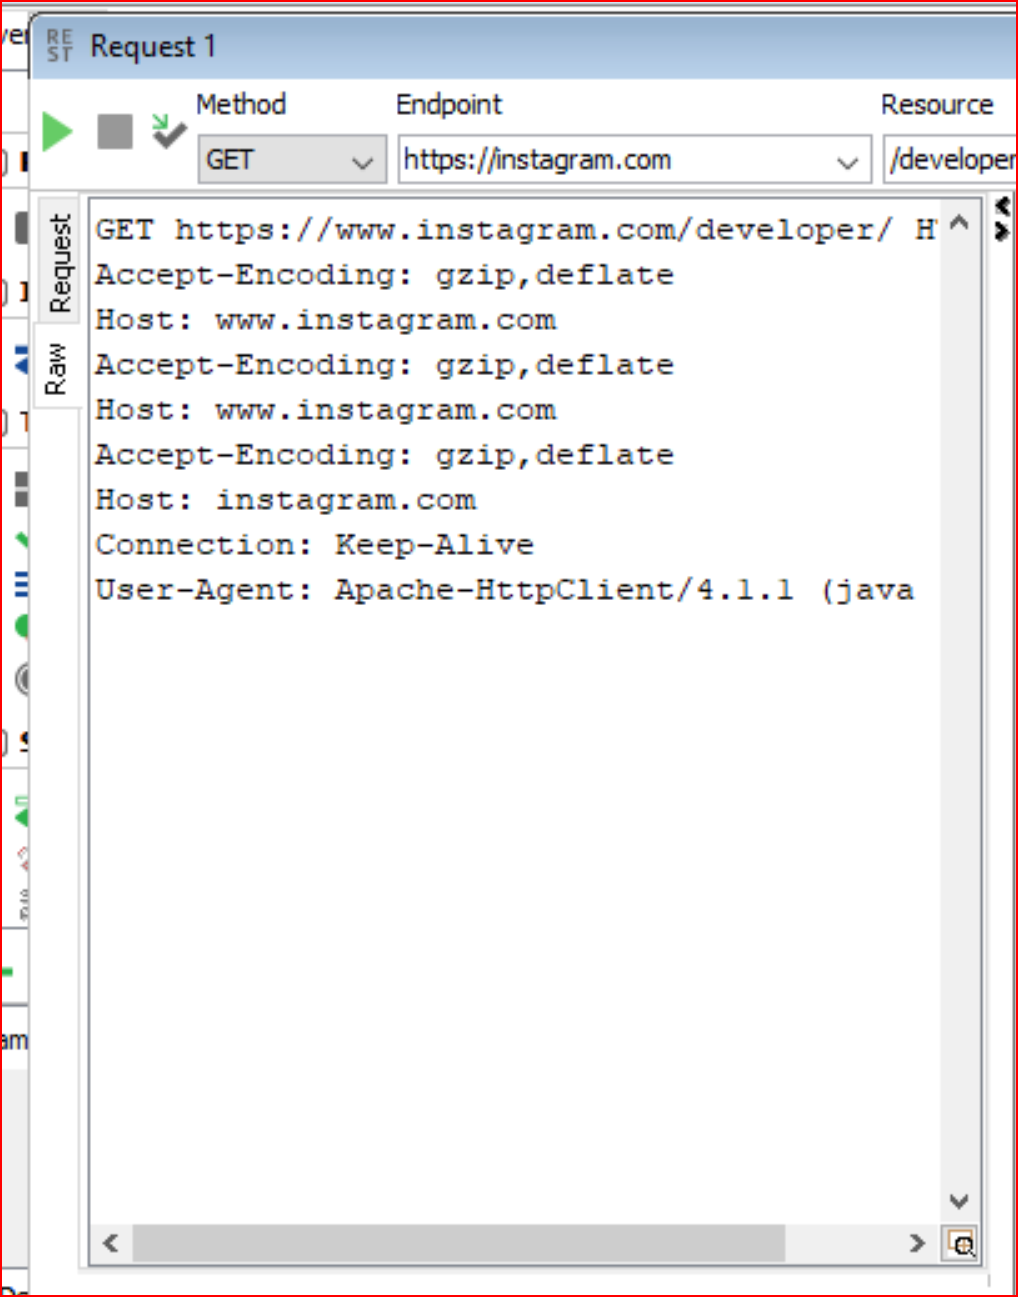 REST Request 1
Method Endpoint Resource
GET https://instagram.com /developer
Request
Raw
GET https://www.instagram.com/developer/ H
Accept-Encoding: gzip,deflate
Host: www.instagram.com
Accept-Encoding: gzip,deflate
Host: www.instagram.com
Accept-Encoding: gzip,deflate
Host: instagram.com
Connection: Keep-Alive
User-Agent: Apache-HttpClient/4.1.1 (java